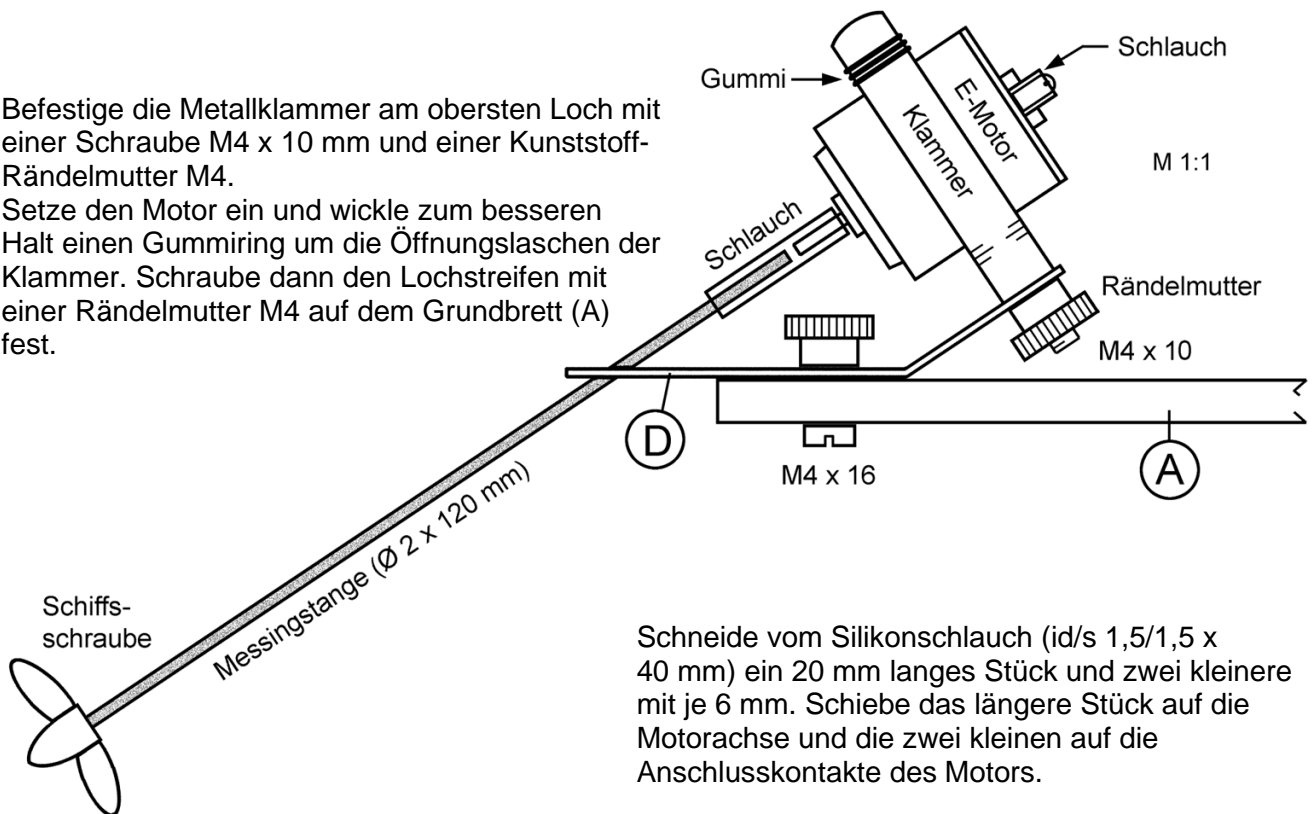 Befestige die Metallklammer am obersten Loch mit
einer Schraube M4 x 10 mm und einer Kunststoff-
Rändelmutter M4.
Setze den Motor ein und wickle zum besseren
Halt einen Gummiring um die Öffnungslaschen der
Klammer. Schraube dann den Lochstreifen mit
einer Rändelmutter M4 auf dem Grundbrett (A)
fest.
Gummi
Schlauch
E-Motor
Klammer
M 1:1
Schlauch
Rändelmutter
M4 x 10
D
M4 x 16
A
Messingstange (Ø 2 x 120 mm)
Schiffs-
schraube
Schneide vom Silikonschlauch (id/s 1,5/1,5 x
40 mm) ein 20 mm langes Stück und zwei kleinere
mit je 6 mm. Schiebe das längere Stück auf die
Motorachse und die zwei kleinen auf die
Anschlusskontakte des Motors.